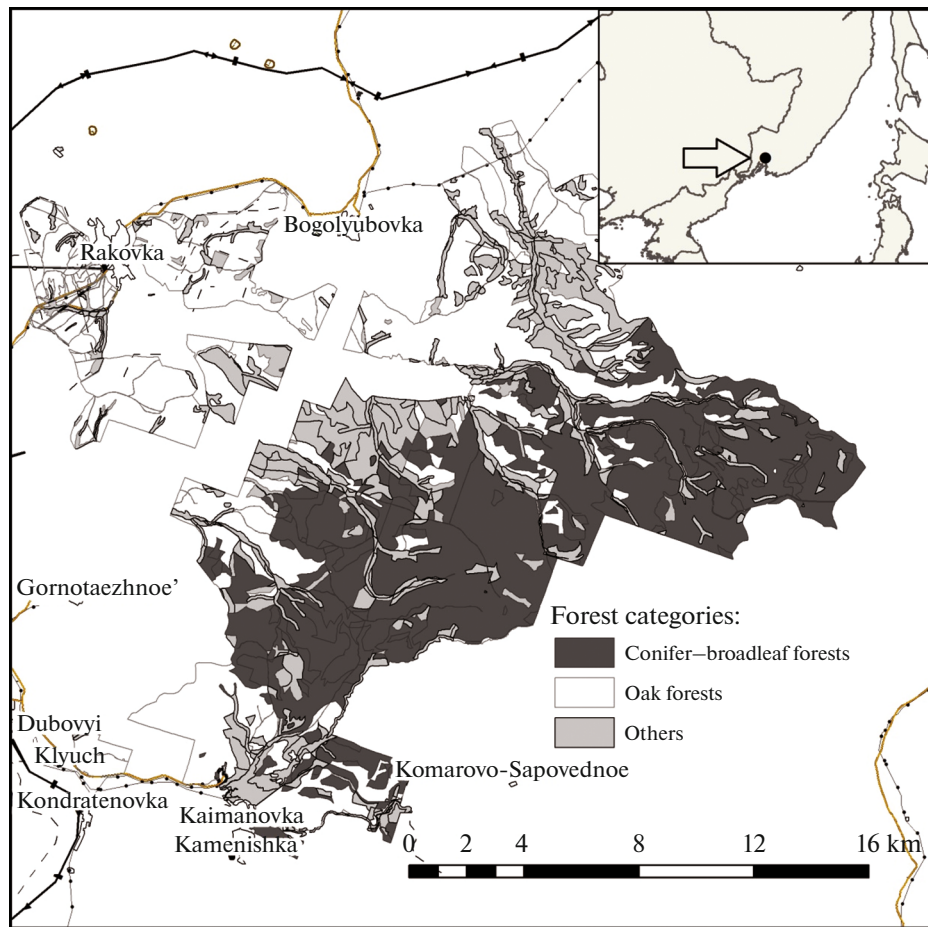 Bogolyubovka
Rakovka
Gornotaezhnoe’
Forest categories:
Conifer–broadleaf forests
Oak forests
Others
Dubovyi
Klyuch
Komarovo-Sapovednoe
Kondratenovka
Kaimanovka
Kamenishka
0 2 4 8 12 16 km